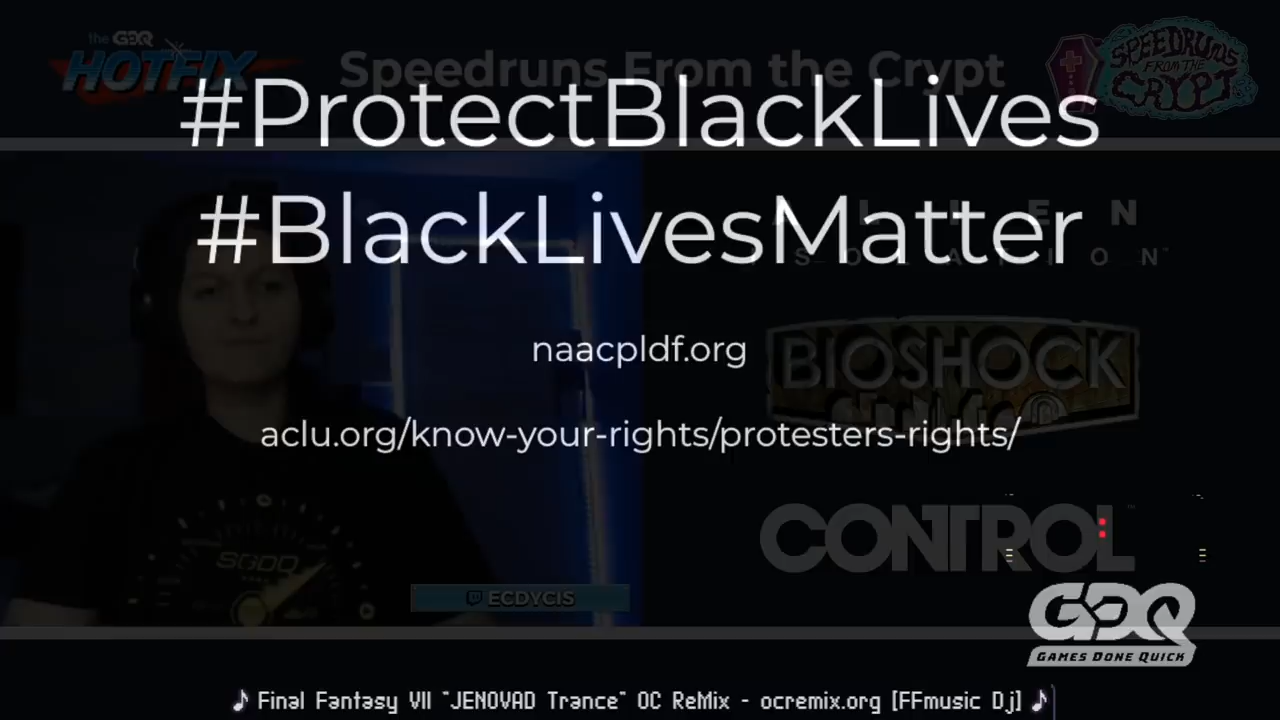 the GDQ
HOTFIX
Speedruns From the Crypt
SPEEDRUNS
FROM THE
CRYPT
#ProtectBlackLives
#BlackLivesMatter
naacpldf.org
aclu.org/know-your-rights/protesters-rights/
BIOSHOCK
CONTROL
SGDQ
ECDYCIS
GDQ
GAMES DONE QUICK
♪ Final Fantasy VII "JENOVAD Trance" OC ReMix - ocremix.org [FFmusic Dj] ♪